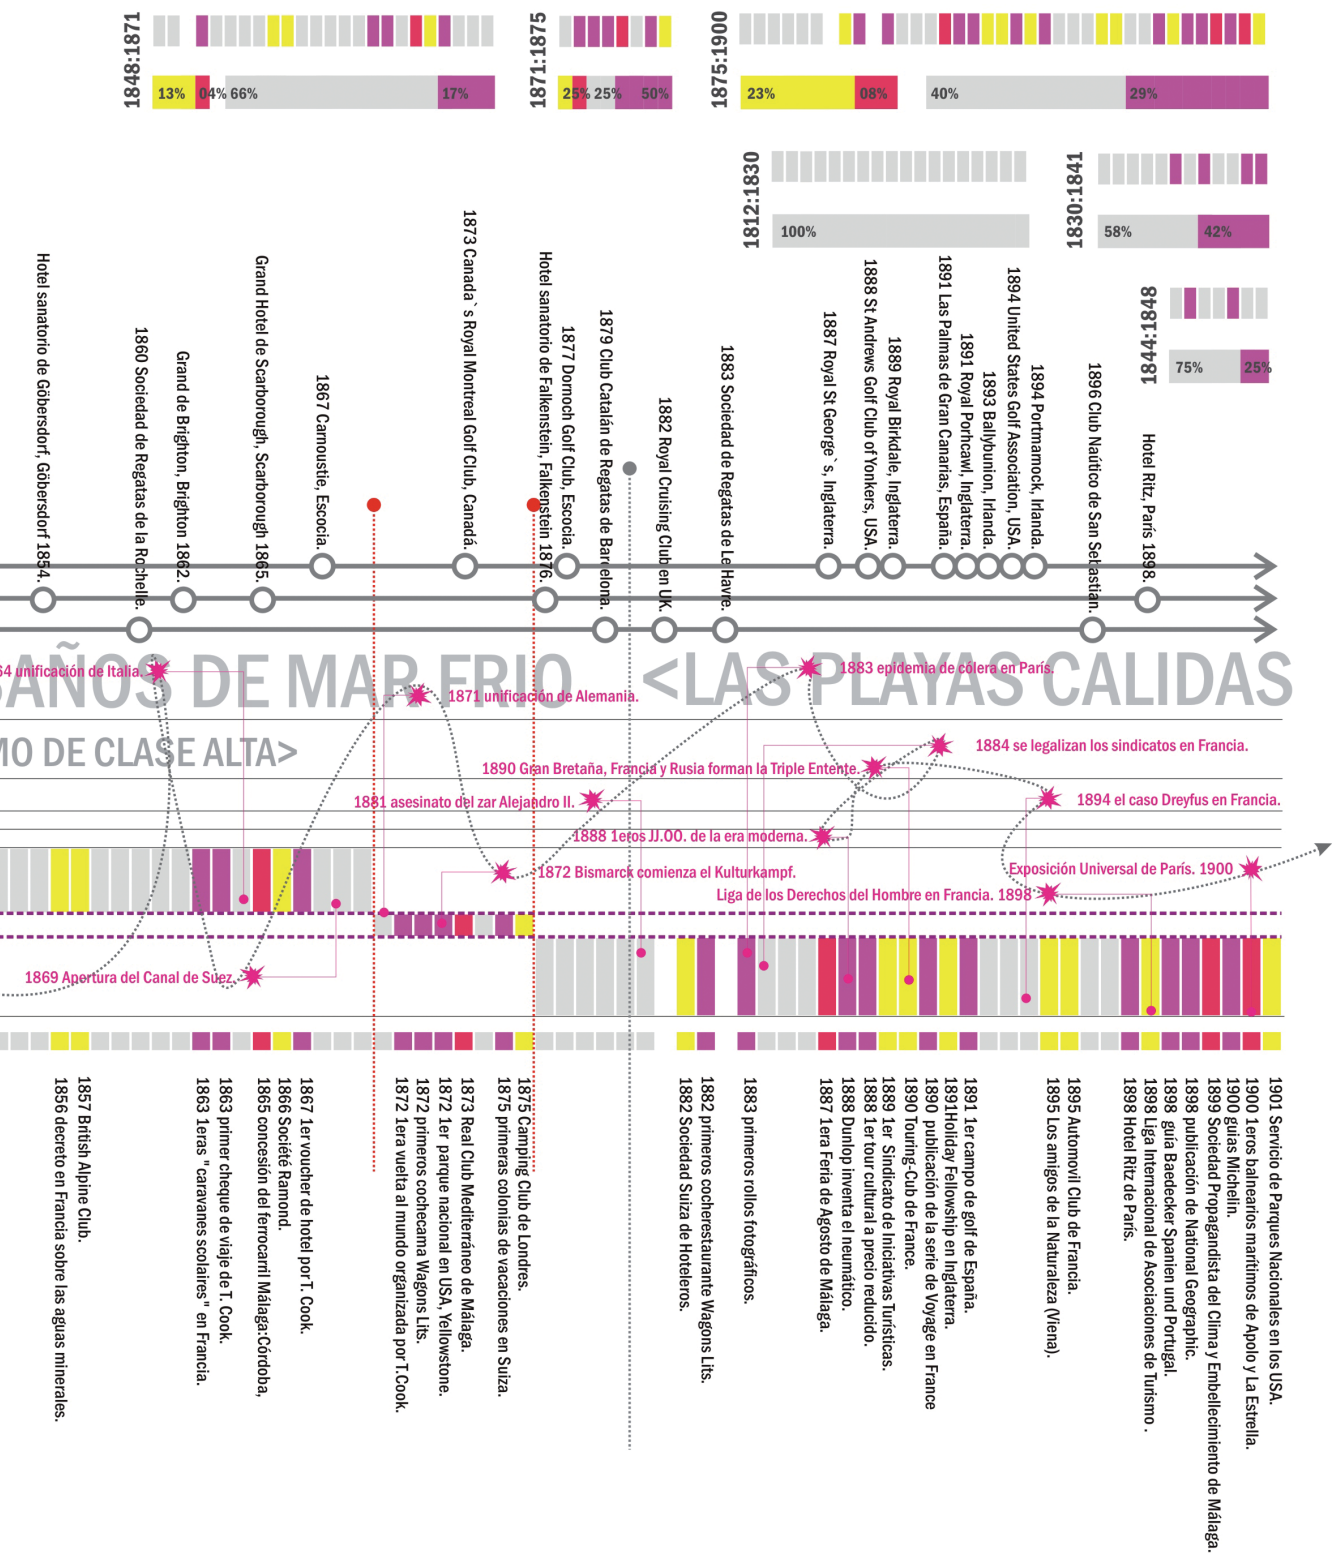 1848:1871
13% 04% 66% 17%
1871:1875
25% 25% 50%
1875:1900
23% 08% 40% 29%
1812:1830
100%
1830:1841
58% 42%
1844:1848
75% 25%
Hotel sanatorio de Göbersdorf, Göbersdorf 1854.
1860 Sociedad de Regatas de la Rochelle.
Grand de Brighton, Brighton 1862.
Grand Hotel de Scarborough, Scarborough 1865.
1867 Carnoustie, Escocia.
1873 Canada`s Royal Montreal Golf Club, Canadá.
Hotel sanatorio de Falkenstein, Falkenstein 1876.
1877 Dornoch Golf Club, Escocia.
1879 Club Catalán de Regatas de Barcelona.
1882 Royal Cruising Club en UK.
1883 Sociedad de Regatas de Le Havre.
1887 Royal St George`s, Inglaterra.
1888 St Andrews Golf Club of Yonkers, USA.
1889 Royal Birkdale, Inglaterra.
1891 Las Palmas de Gran Canarias, España.
1891 Royal Porhcawl, Inglaterra.
1893 Ballybunion, Irlanda.
1894 United States Golf Association, USA.
1894 Portmarnock, Irlanda.
1896 Club Naútico de San Sebastian.
Hotel Ritz, París 1898.
BAÑOS DE MAR FRIO <LAS PLAYAS CALIDAS
64 unificación de Italia.
1883 epidemia de cólera en París.
1871 unificación de Alemania.
MO DE CLASE ALTA>
1884 se legalizan los sindicatos en Francia.
1890 Gran Bretaña, Francia y Rusia forman la Triple Entente.
1881 asesinato del zar Alejandro II.
1894 el caso Dreyfus en Francia.
1888 1eros JJ.OO. de la era moderna.
1872 Bismarck comienza el Kulturkampf.
Exposición Universal de París. 1900
Liga de los Derechos del Hombre en Francia. 1898
1869 Apertura del Canal de Suez.
1856 decreto en Francia sobre las aguas minerales.
1857 British Alpine Club.
1863 1eras "caravanes scolaires" en Francia.
1863 primer cheque de viaje de T. Cook.
1865 concesión del ferrocarril Málaga:Córdoba,
1866 Société Ramond.
1867 1er voucher de hotel por T. Cook.
1872 1era vuelta al mundo organizada por T.Cook.
1872 primeros cochecama Wagons Lits.
1872 1er parque nacional en USA, Yellowstone.
1873 Real Club Mediterráneo de Málaga.
1875 primeras colonias de vacaciones en Suiza.
1875 Camping Club de Londres.
1882 Sociedad Suiza de Hoteleros.
1882 primeros cocherestaurante Wagons Lits.
1883 primeros rollos fotográficos.
1887 1era Feria de Agosto de Málaga.
1888 Dunlop inventa el neumático.
1888 1er tour cultural a precio reducido.
1889 1er Sindicato de Iniciativas Turísticas.
1890 Touring-Cub de France.
1890 publicación de la serie de Voyage en France
1891Holiday Fellowship en Inglaterra.
1891 1er campo de golf de España.
1895 Los amigos de la Naturaleza (Viena).
1895 Automovil Club de Francia.
1898 Hotel Ritz de París.
1898 Liga Internacional de Asociaciones de Turismo .
1898 guía Baedecker Spanien und Portugal.
1898 publicación de National Geographic.
1899 Sociedad Propagandista del Clima y Embellecimiento de Málaga.
1900 guías Michelin.
1900 1eros balnearios marítimos de Apolo y La Estrella.
1901 Servicio de Parques Nacionales en los USA.